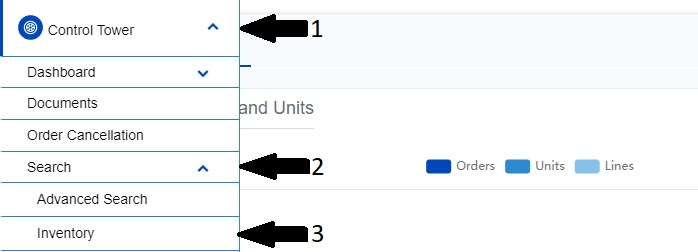 Control Tower 1
Dashboard
Documents
and Units
Order Cancellation
Search 2
Orders Units Lines
Advanced Search
Inventory 3